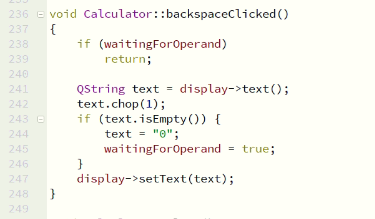 236 void Calculator::backspaceClicked()
237 {
238     if (waitingForOperand)
239         return;
240
241     QString text = display->text();
242     text.chop(1);
243     if (text.isEmpty()) {
244         text = "0";
245         waitingForOperand = true;
246     }
247     display->setText(text);
248 }
249